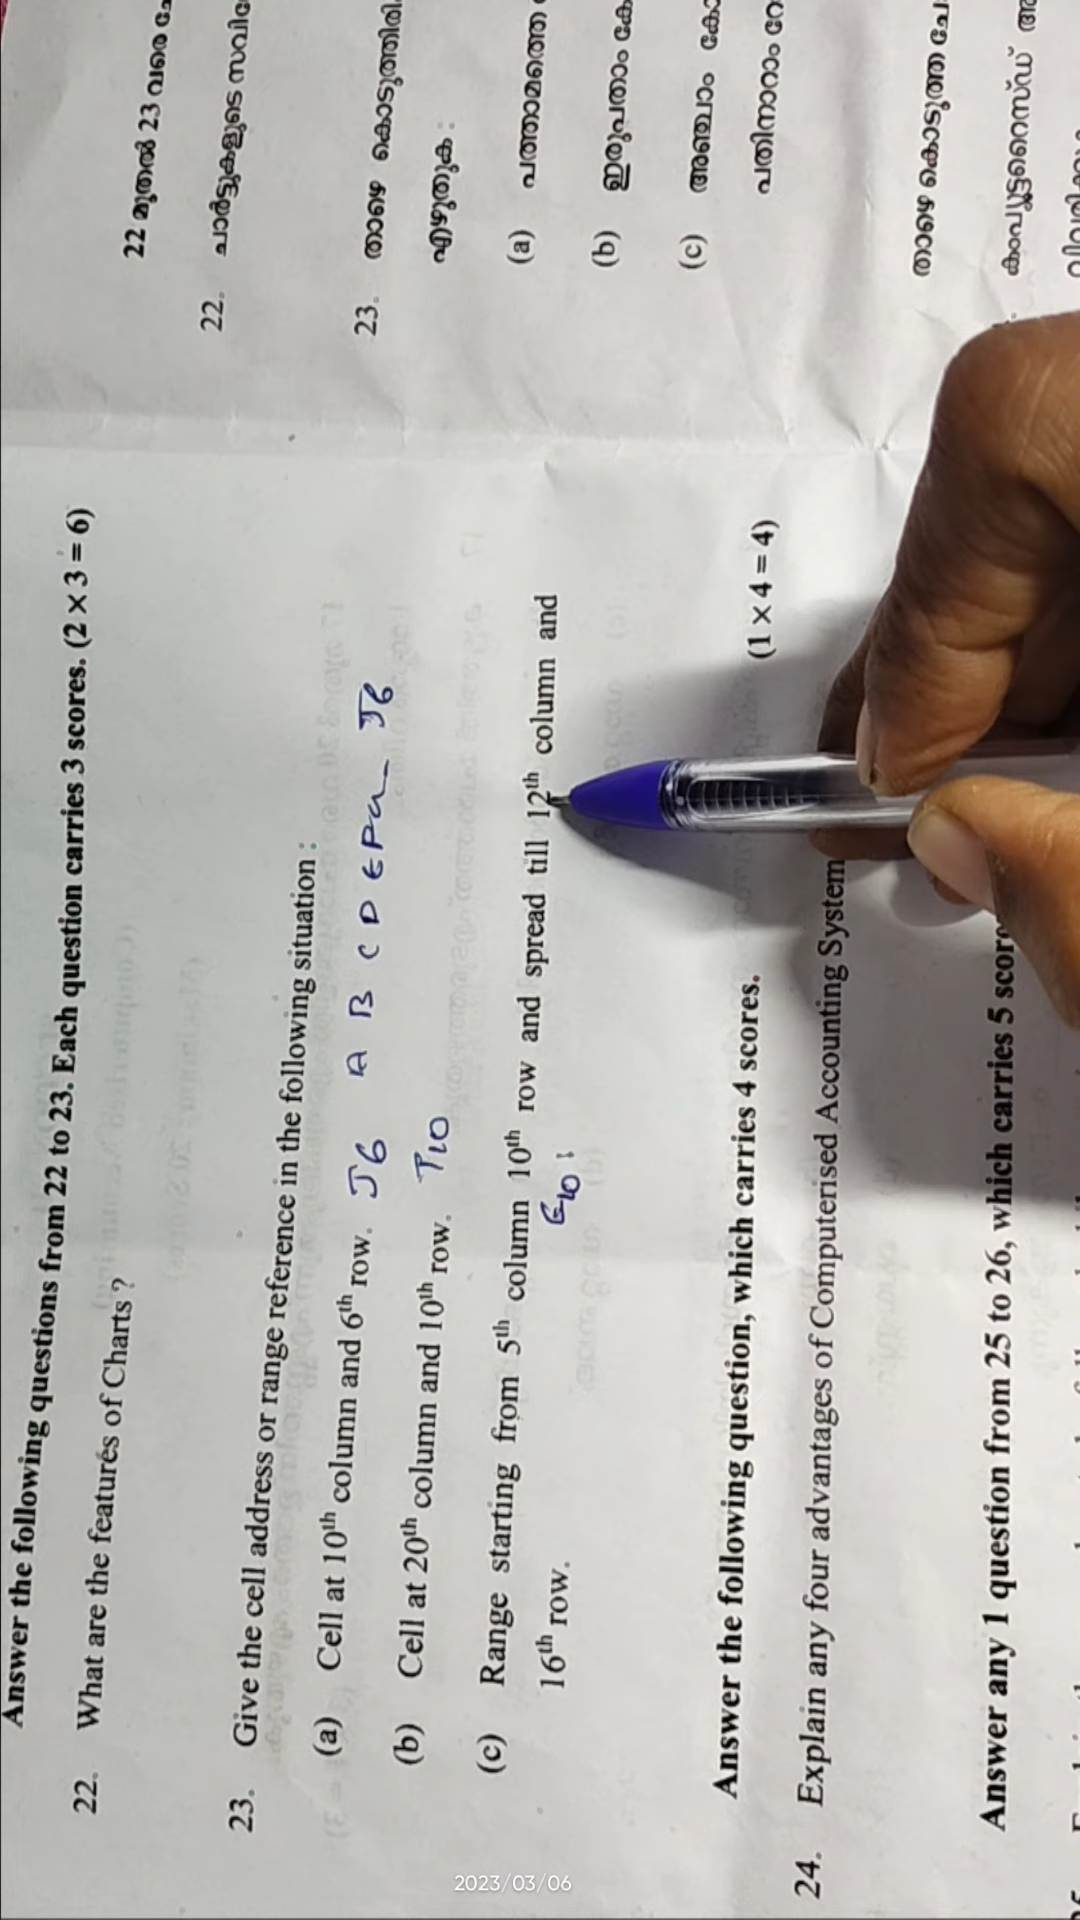 Answer the following questions from 22 to 23. Each question carries 3 scores. (2 × 3 = 6)
22. What are the features of Charts ?
23. Give the cell address or range reference in the following situation :
(a) Cell at 10th column and 6th row. J6 A B C D E F J6
(b) Cell at 20th column and 10th row. T10
(c) Range starting from 5th column 10th row and spread till 12th column and
E10 :
16th row.
Answer the following question, which carries 4 scores. (1 × 4 = 4)
24. Explain any four advantages of Computerised Accounting System
Answer any 1 question from 25 to 26, which carries 5 scor
22 മുതൽ 23 വരെ
22. ചാർട്ടുകളുടെ
23. താഴെ കൊടുത്തിരി
എഴുതുക :
(a) പത്താമത്തെ
(b) ഇരുപതാം
(c) അഞ്ചാം
പതിനാറാം
താഴെ കൊടുത്ത
2023/03/06